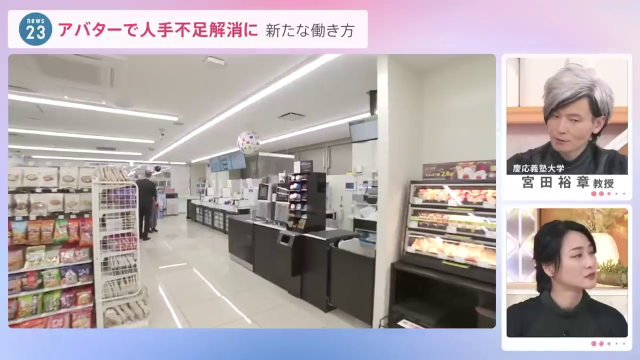 news
23
アバターで人手不足解消に 新たな働き方
慶応義塾大学
宮田裕章 教授